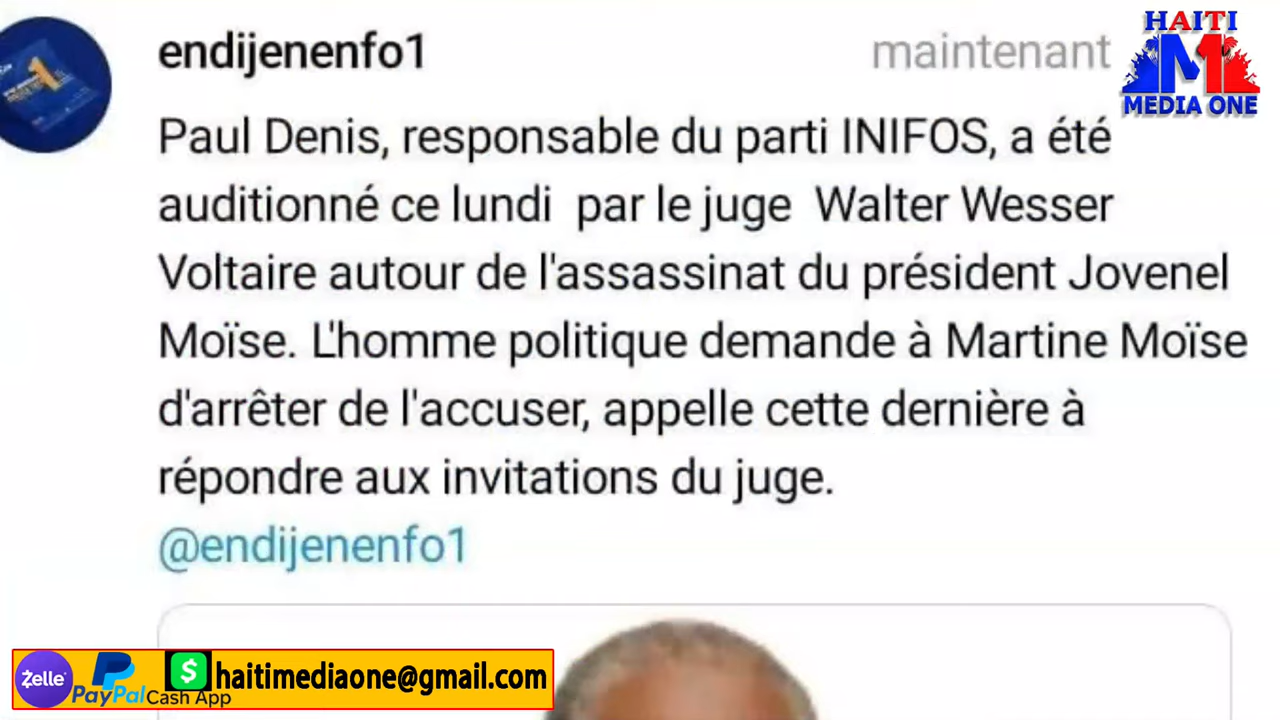 endijenenfo1
maintenant
HAITI
M1
MEDIA ONE
Paul Denis, responsable du parti INIFOS, a été
auditionné ce lundi par le juge Walter Wesser
Voltaire autour de l'assassinat du président Jovenel
Moïse. L'homme politique demande à Martine Moïse
d'arrêter de l'accuser, appelle cette dernière à
répondre aux invitations du juge.
@endijenenfo1
Zelle
PayPal
$
Cash App
haitimediaone@gmail.com